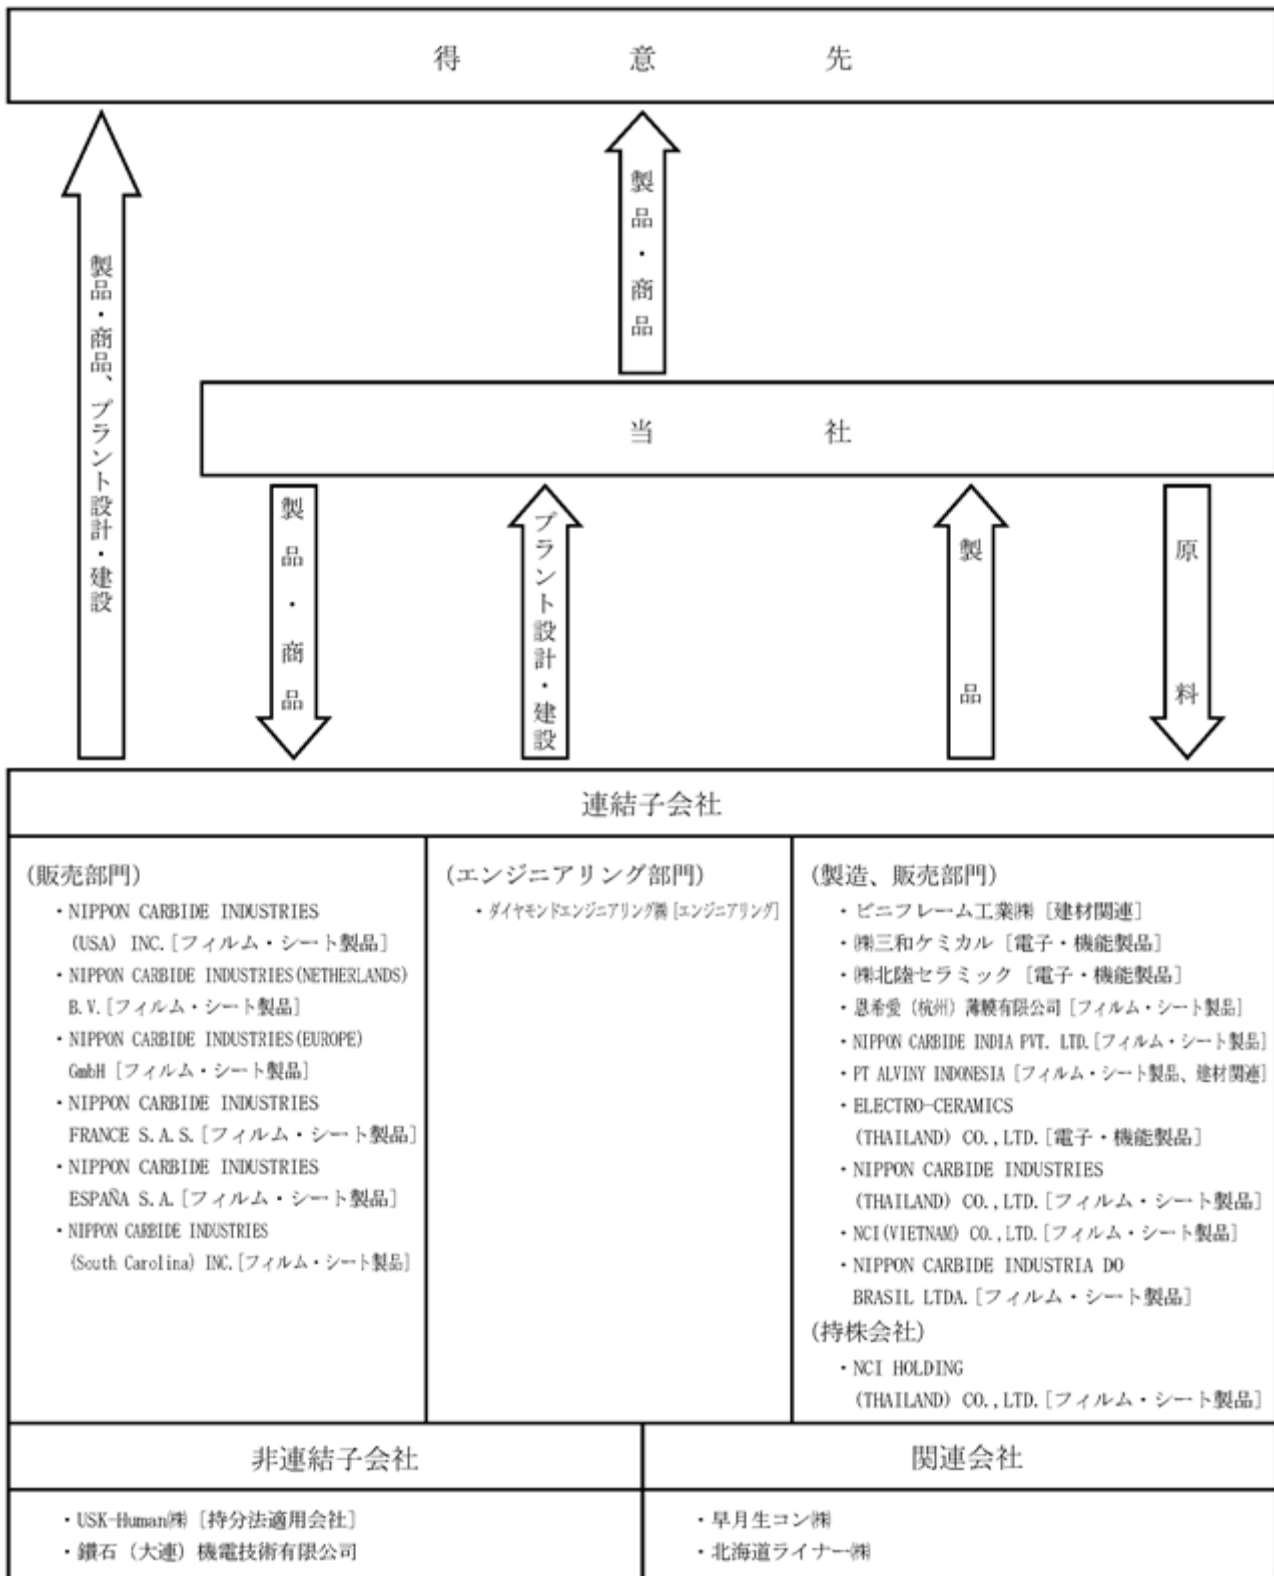 得意先
製品・商品
製品・商品、プラント設計・建設
当社
製品・商品
プラント設計・建設
製品
原料
連結子会社
(販売部門)
・NIPPON CARBIDE INDUSTRIES
(USA) INC.[フィルム・シート製品]
・NIPPON CARBIDE INDUSTRIES(NETHERLANDS)
B.V.[フィルム・シート製品]
・NIPPON CARBIDE INDUSTRIES(EUROPE)
GmbH [フィルム・シート製品]
・NIPPON CARBIDE INDUSTRIES
FRANCE S.A.S.[フィルム・シート製品]
・NIPPON CARBIDE INDUSTRIES
ESPAÑA S.A.[フィルム・シート製品]
・NIPPON CARBIDE INDUSTRIES
(South Carolina) INC.[フィルム・シート製品]
(エンジニアリング部門)
・ダイヤモンドエンジニアリング㈱ [エンジニアリング]
(製造、販売部門)
・ビニフレーム工業㈱ [建材関連]
・㈱三和ケミカル [電子・機能製品]
・㈱北陸セラミック [電子・機能製品]
・恩希愛（杭州）薄膜有限公司 [フィルム・シート製品]
・NIPPON CARBIDE INDIA PVT. LTD.[フィルム・シート製品]
・PT ALVINY INDONESIA [フィルム・シート製品、建材関連]
・ELECTRO-CERAMICS
(THAILAND) CO.,LTD.[電子・機能製品]
・NIPPON CARBIDE INDUSTRIES
(THAILAND) CO.,LTD.[フィルム・シート製品]
・NCI(VIETNAM) CO.,LTD.[フィルム・シート製品]
・NIPPON CARBIDE INDUSTRIA DO
BRASIL LTDA.[フィルム・シート製品]
(持株会社)
・NCI HOLDING
(THAILAND) CO.,LTD.[フィルム・シート製品]
非連結子会社
・USK-Human㈱ [持分法適用会社]
・鑽石（大連）機電技術有限公司
関連会社
・早月生コン㈱
・北海道ライナー㈱